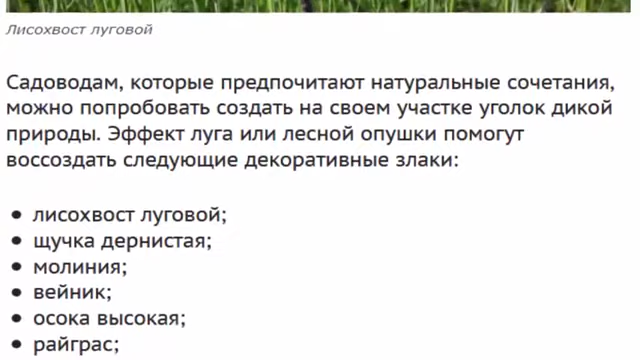 Лисохвост луговой
Садоводам, которые предпочитают натуральные сочетания,
можно попробовать создать на своем участке уголок дикой
природы. Эффект луга или лесной опушки помогут
воссоздать следующие декоративные злаки:
• лисохвост луговой;
• щучка дернистая;
• молиния;
• вейник;
• осока высокая;
• райграс;